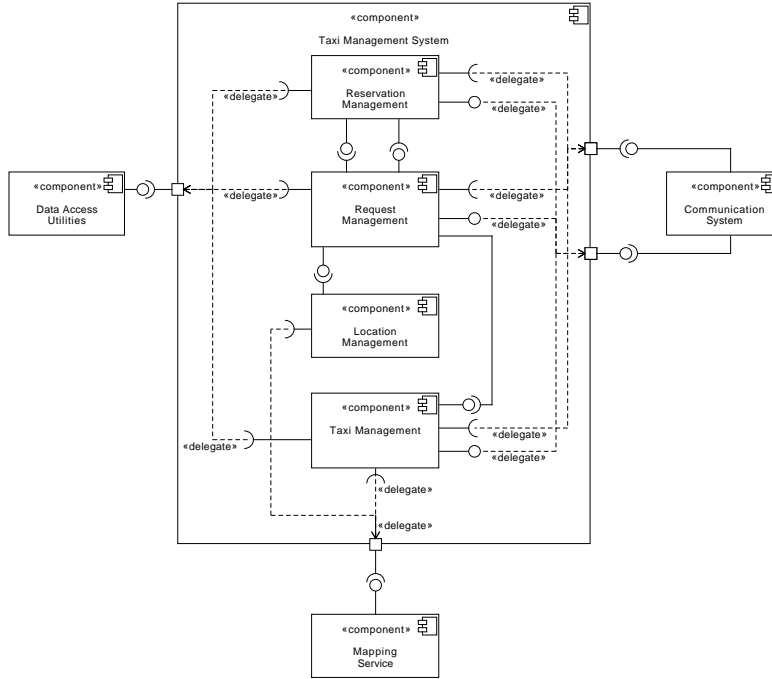 «component»
Taxi Management System
«component»
Reservation
Management
«delegate»
«delegate»
«delegate»
«component»
Data Access
Utilities
«component»
Request
Management
«delegate»
«delegate»
«delegate»
«component»
Communication
System
«component»
Location
Management
«component»
Taxi Management
«delegate»
«delegate»
«delegate»
«delegate»
«delegate»
«component»
Mapping
Service